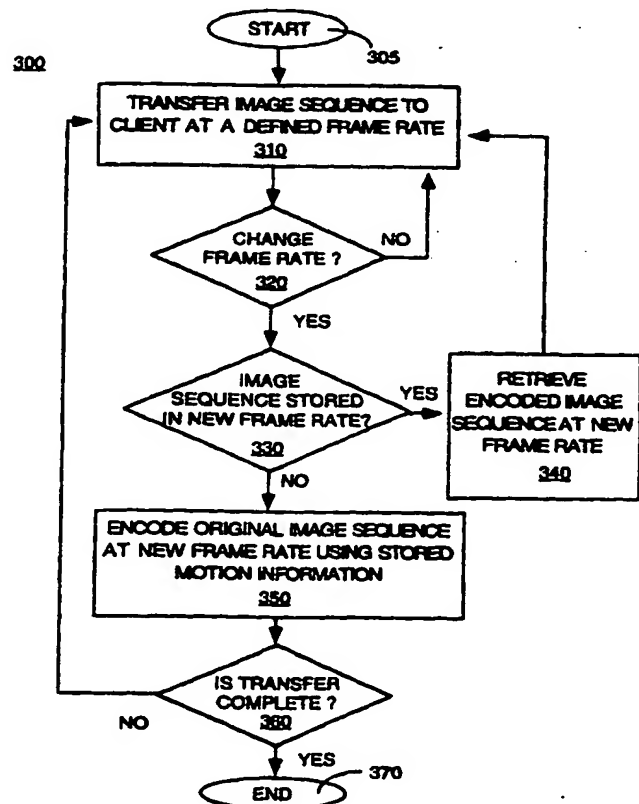 START
305
300
TRANSFER IMAGE SEQUENCE TO
CLIENT AT A DEFINED FRAME RATE
310
CHANGE
FRAME RATE ?
320
NO
YES
IMAGE
SEQUENCE STORED
IN NEW FRAME RATE?
330
YES
RETRIEVE
ENCODED IMAGE
SEQUENCE AT NEW
FRAME RATE
340
NO
ENCODE ORIGINAL IMAGE SEQUENCE
AT NEW FRAME RATE USING STORED
MOTION INFORMATION
350
IS TRANSFER
COMPLETE ?
360
NO
YES
370
END